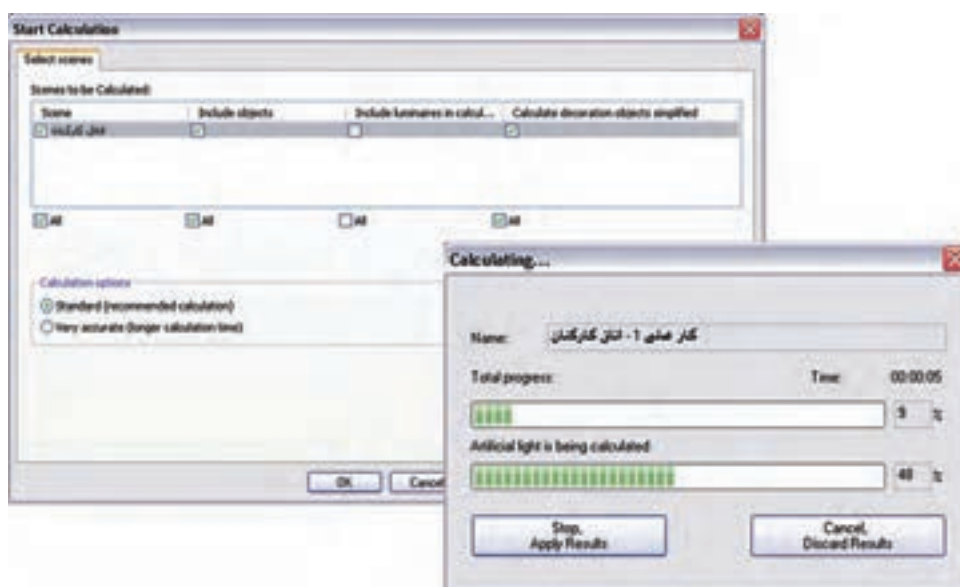 Start Calculation
Select scenes
Scenes to be Calculated:
Scene Include objects Include luminaires in calcul... Calculate decoration objects simplified
اتاق کارکنان
All All All All
Calculation options
Standard (recommended calculation)
Very accurate (longer calculation time)
OK Cancel
Calculating...
Name: کار عملی 1 - اتاق کارکنان
Total progress: Time: 00:00:05
9 %
Artificial light is being calculated
48 %
Stop,
Apply Results
Cancel,
Discard Results